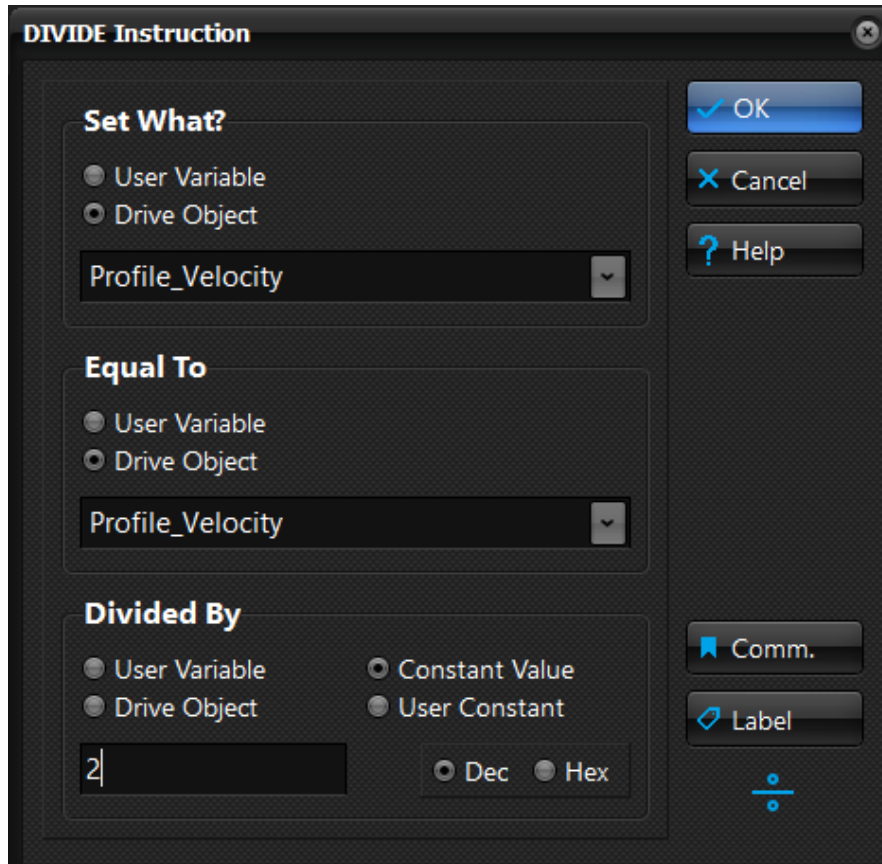 DIVIDE Instruction
Set What?
User Variable
Drive Object
Profile_Velocity
OK
Cancel
? Help
Equal To
User Variable
Drive Object
Profile_Velocity
Divided By
User Variable Constant Value
Drive Object User Constant
2 Dec Hex
Comm.
Label